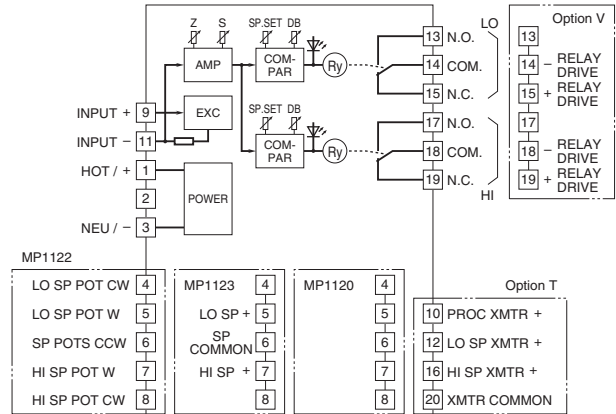 Z S SP.SET DB
AMP
COM-
PAR
Ry
13 N.O. LO
14 COM.
15 N.C.
INPUT + 9
EXC
INPUT − 11
SP.SET DB
COM-
PAR
Ry
17 N.O.
18 COM.
19 N.C.
HI
HOT / + 1
2
NEU / − 3
POWER
Option V
13
14 − RELAY
DRIVE
15 + RELAY
DRIVE
17
18 − RELAY
DRIVE
19 + RELAY
DRIVE
MP1122
LO SP POT CW 4
LO SP POT W 5
SP POTS CCW 6
HI SP POT W 7
HI SP POT CW 8
MP1123 4
LO SP + 5
SP
COMMON 6
HI SP + 7
8
MP1120 4
5
6
7
8
Option T
10 PROC XMTR +
12 LO SP XMTR +
16 HI SP XMTR +
20 XMTR COMMON